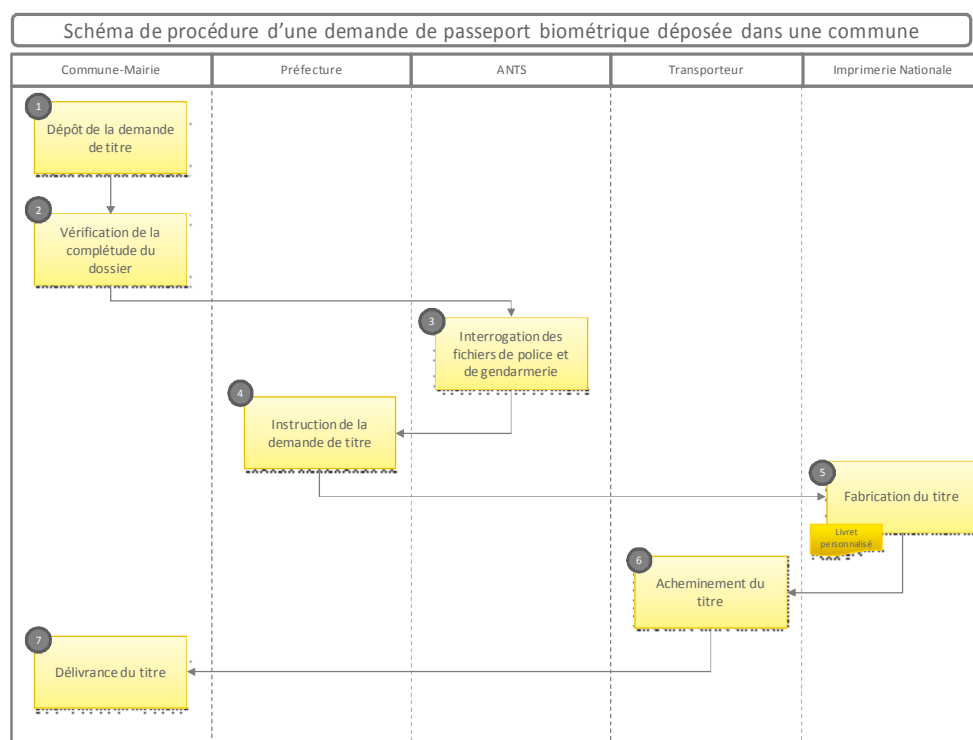 Schéma de procédure d'une demande de passeport biométrique déposée dans une commune
Commune-Mairie
Préfecture
ANTS
Transporteur
Imprimerie Nationale
1
Dépôt de la demande
de titre
2
Vérification de la
complétude du
dossier
3
Interrogation des
fichiers de police et
de gendarmerie
4
Instruction de la
demande de titre
5
Fabrication du titre
Livret
personnalisé
6
Acheminement du
titre
7
Délivrance du titre